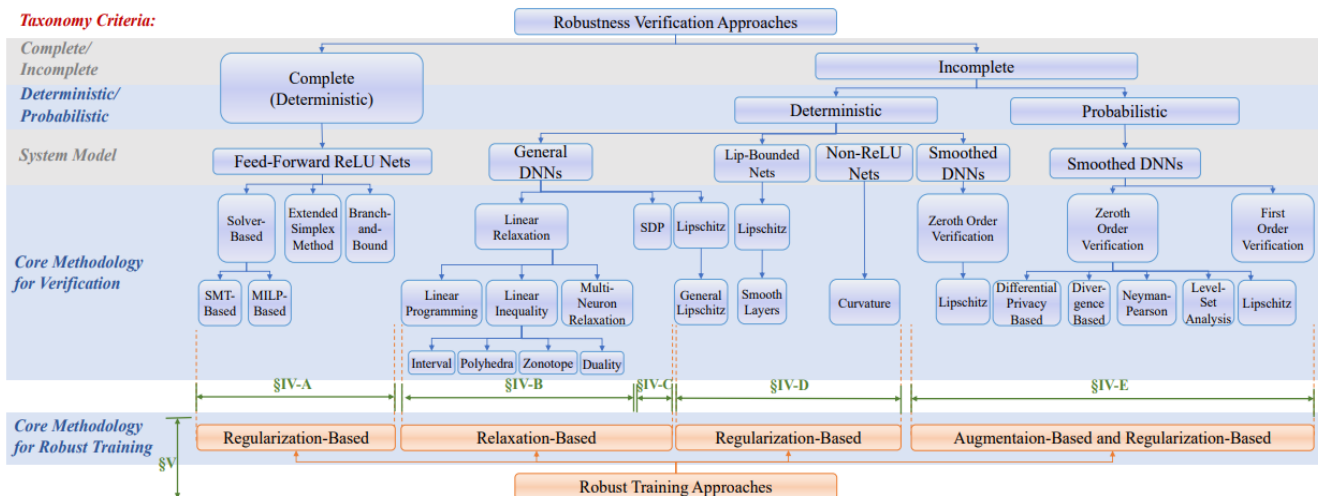 Taxonomy Criteria:
Robustness Verification Approaches
Complete/
Incomplete
Complete
(Deterministic)
Incomplete
Deterministic/
Probabilistic
Deterministic
Probabilistic
System Model
Feed-Forward ReLU Nets
General
DNNs
Lip-Bounded
Nets
Non-ReLU
Nets
Smoothed
DNNs
Smoothed DNNs
Core Methodology
for Verification
Solver-
Based
Extended
Simplex
Method
Branch-
and-
Bound
Linear
Relaxation
SDP
Lipschitz
Lipschitz
Zeroth Order
Verification
Zeroth
Order
Verification
First
Order
Verification
SMT-
Based
MILP-
Based
Linear
Programming
Linear
Inequality
Multi-
Neuron
Relaxation
General
Lipschitz
Smooth
Layers
Curvature
Lipschitz
Differential
Privacy
Based
Diver-
gence
Based
Neyman-
Pearson
Level-
Set
Analysis
Lipschitz
Interval
Polyhedra
Zonotope
Duality
§IV-A
§IV-B
§IV-C
§IV-D
§IV-E
Core Methodology
for Robust Training
§V
Regularization-Based
Relaxation-Based
Regularization-Based
Augmentaion-Based and Regularization-Based
Robust Training Approaches